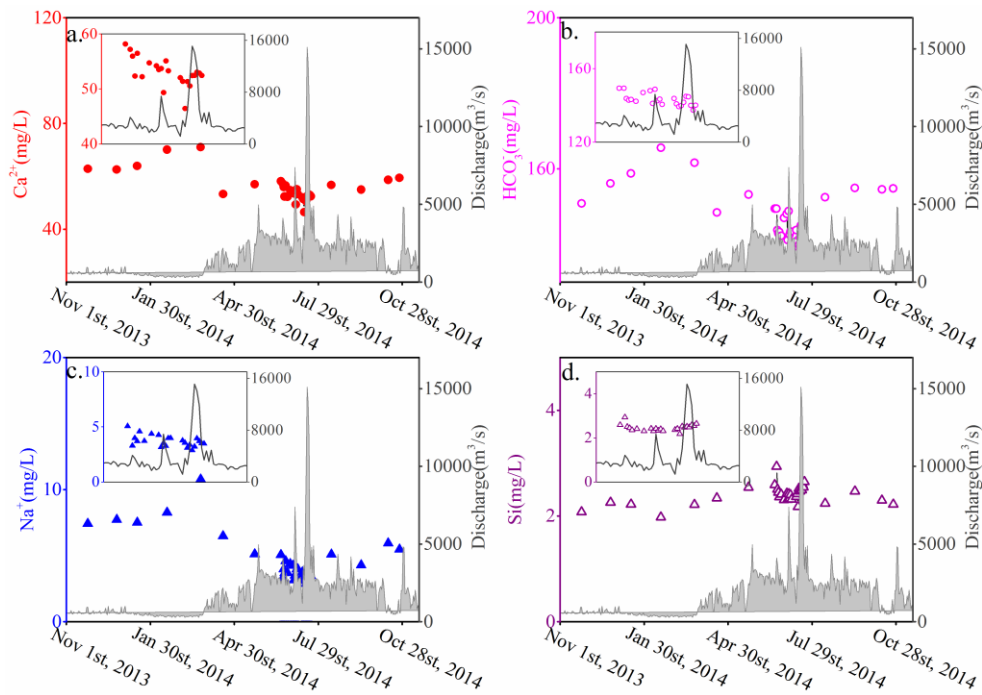 a.
120
80
40
Ca2+(mg/L)
60
50
40
16000
8000
0
15000
10000
5000
0
Discharge(m3/s)
Nov 1st, 2013
Jan 30st, 2014
Apr 30st, 2014
Jul 29st, 2014
Oct 28st, 2014
b.
200
160
HCO3-(mg/L)
180
120
16000
8000
0
15000
10000
5000
0
Discharge(m3/s)
Nov 1st, 2013
Jan 30st, 2014
Apr 30st, 2014
Jul 29st, 2014
Oct 28st, 2014
c.
20
10
0
Na+(mg/L)
10
5
0
16000
8000
0
15000
10000
5000
0
Discharge(m3/s)
Nov 1st, 2013
Jan 30st, 2014
Apr 30st, 2014
Jul 29st, 2014
Oct 28st, 2014
d.
4
2
0
Si(mg/L)
4
2
0
16000
8000
0
15000
10000
5000
0
Discharge(m3/s)
Nov 1st, 2013
Jan 30st, 2014
Apr 30st, 2014
Jul 29st, 2014
Oct 28st, 2014